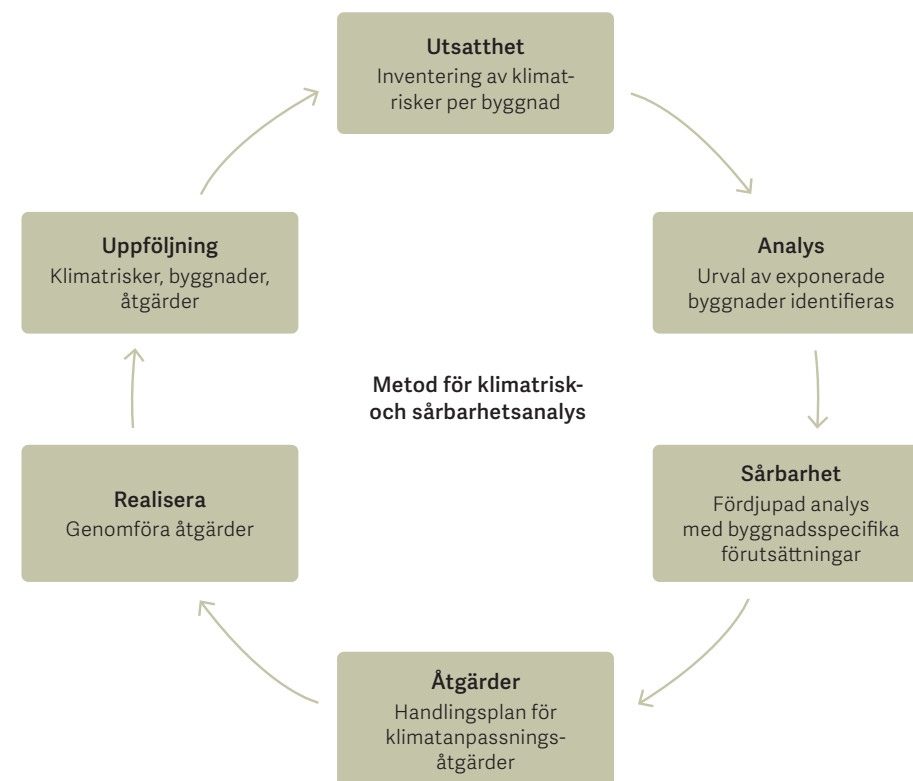 Utsatthet
Inventering av klimat-
risker per byggnad
Analys
Urval av exponerade
byggnader identifieras
Sårbarhet
Fördjupad analys
med byggnadsspecifika
förutsättningar
Åtgärder
Handlingsplan för
klimatanpassnings-
åtgärder
Realisera
Genomföra åtgärder
Uppföljning
Klimatrisker, byggnader,
åtgärder
Metod för klimatrisk-
och sårbarhetsanalys